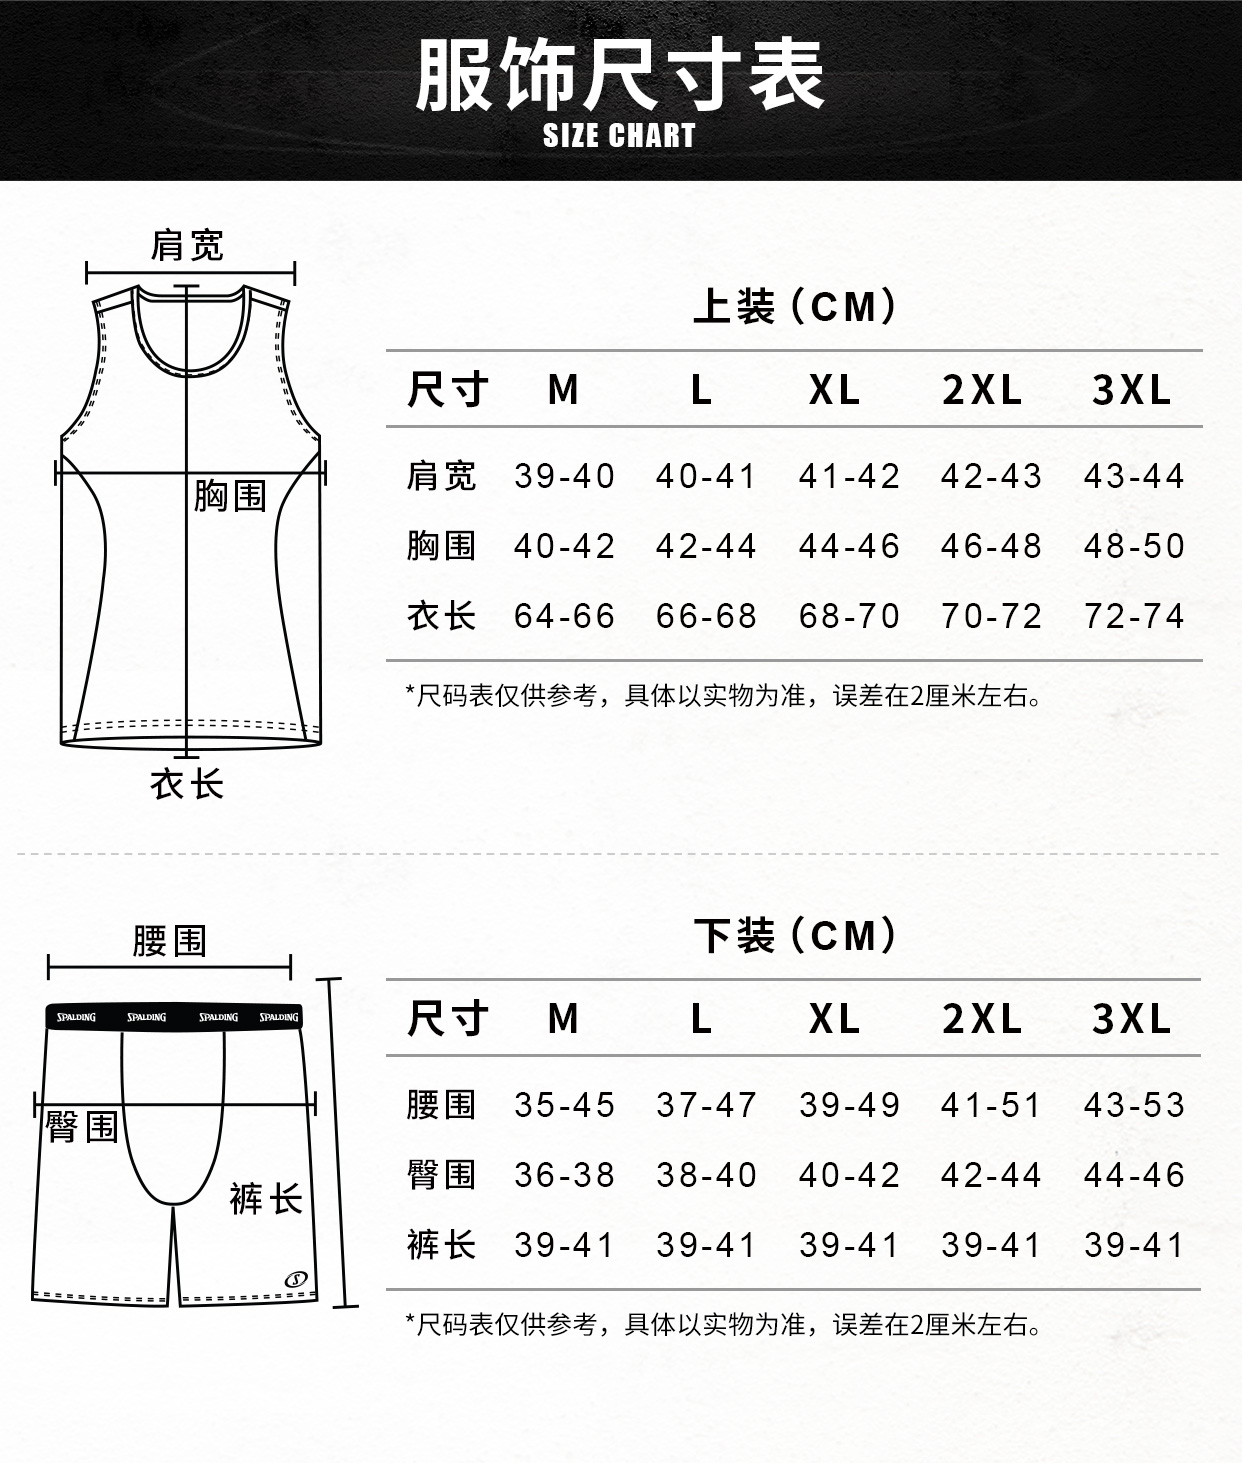 服饰尺寸表
SIZE CHART
肩宽
胸围
衣长
上装（CM）
尺寸 M L XL 2XL 3XL
肩宽 39-40 40-41 41-42 42-43 43-44
胸围 40-42 42-44 44-46 46-48 48-50
衣长 64-66 66-68 68-70 70-72 72-74
*尺码表仅供参考，具体以实物为准，误差在2厘米左右。
腰围
SPALDING SPALDING SPALDING SPALDING
臀围
裤长
S
下装（CM）
尺寸 M L XL 2XL 3XL
腰围 35-45 37-47 39-49 41-51 43-53
臀围 36-38 38-40 40-42 42-44 44-46
裤长 39-41 39-41 39-41 39-41 39-41
*尺码表仅供参考，具体以实物为准，误差在2厘米左右。